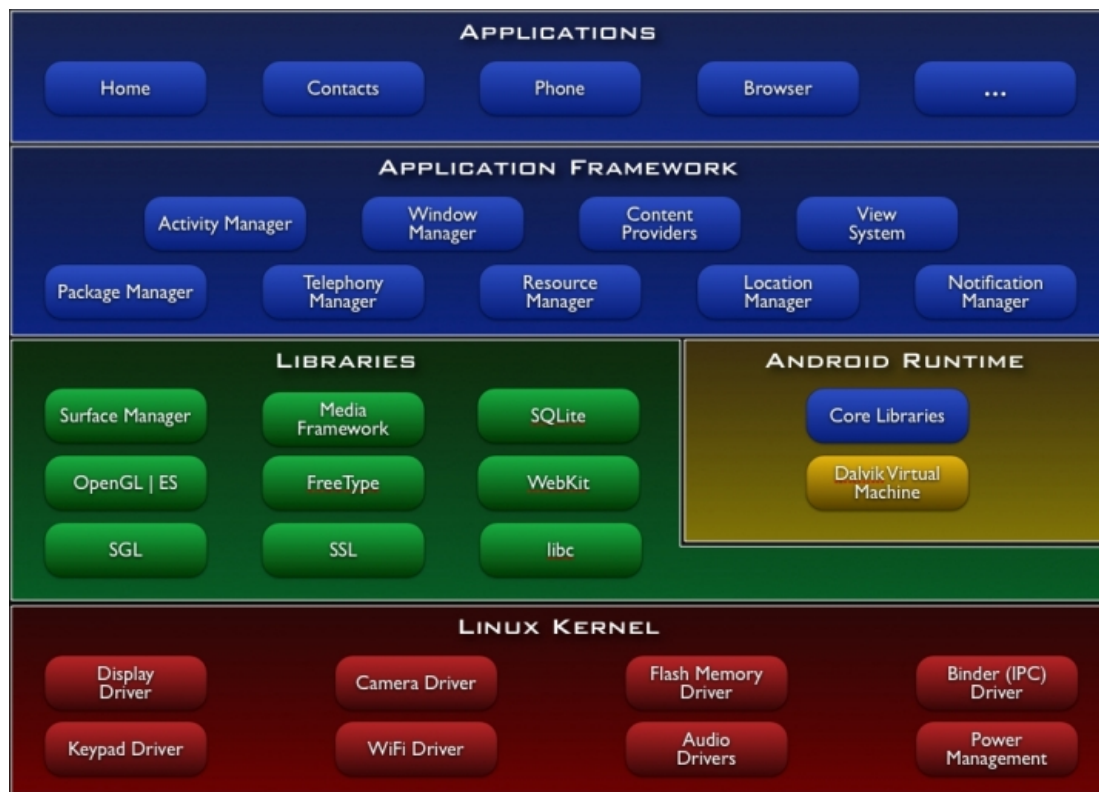 APPLICATIONS
Home
Contacts
Phone
Browser
...
APPLICATION FRAMEWORK
Activity Manager
Window
Manager
Content
Providers
View
System
Package Manager
Telephony
Manager
Resource
Manager
Location
Manager
Notification
Manager
LIBRARIES
Surface Manager
Media
Framework
SQLite
OpenGL | ES
FreeType
WebKit
SGL
SSL
libc
ANDROID RUNTIME
Core Libraries
Dalvik Virtual
Machine
LINUX KERNEL
Display
Driver
Camera Driver
Flash Memory
Driver
Binder (IPC)
Driver
Keypad Driver
WiFi Driver
Audio
Drivers
Power
Management